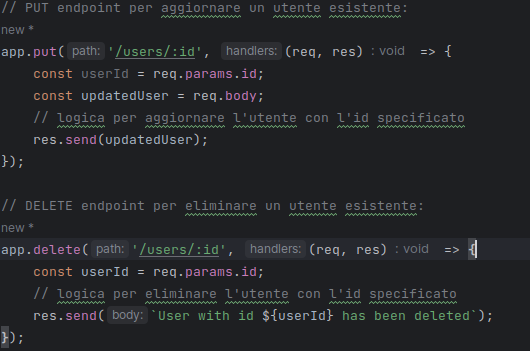 // PUT endpoint per aggiornare un utente esistente:
new *
app.put( path: '/users/:id', handlers: (req, res) : void => {
    const userId = req.params.id;
    const updatedUser = req.body;
    // logica per aggiornare l'utente con l'id specificato
    res.send(updatedUser);
});
// DELETE endpoint per eliminare un utente esistente:
new *
app.delete( path: '/users/:id', handlers: (req, res) : void => {
    const userId = req.params.id;
    // logica per eliminare l'utente con l'id specificato
    res.send( body: `User with id ${userId} has been deleted`);
});